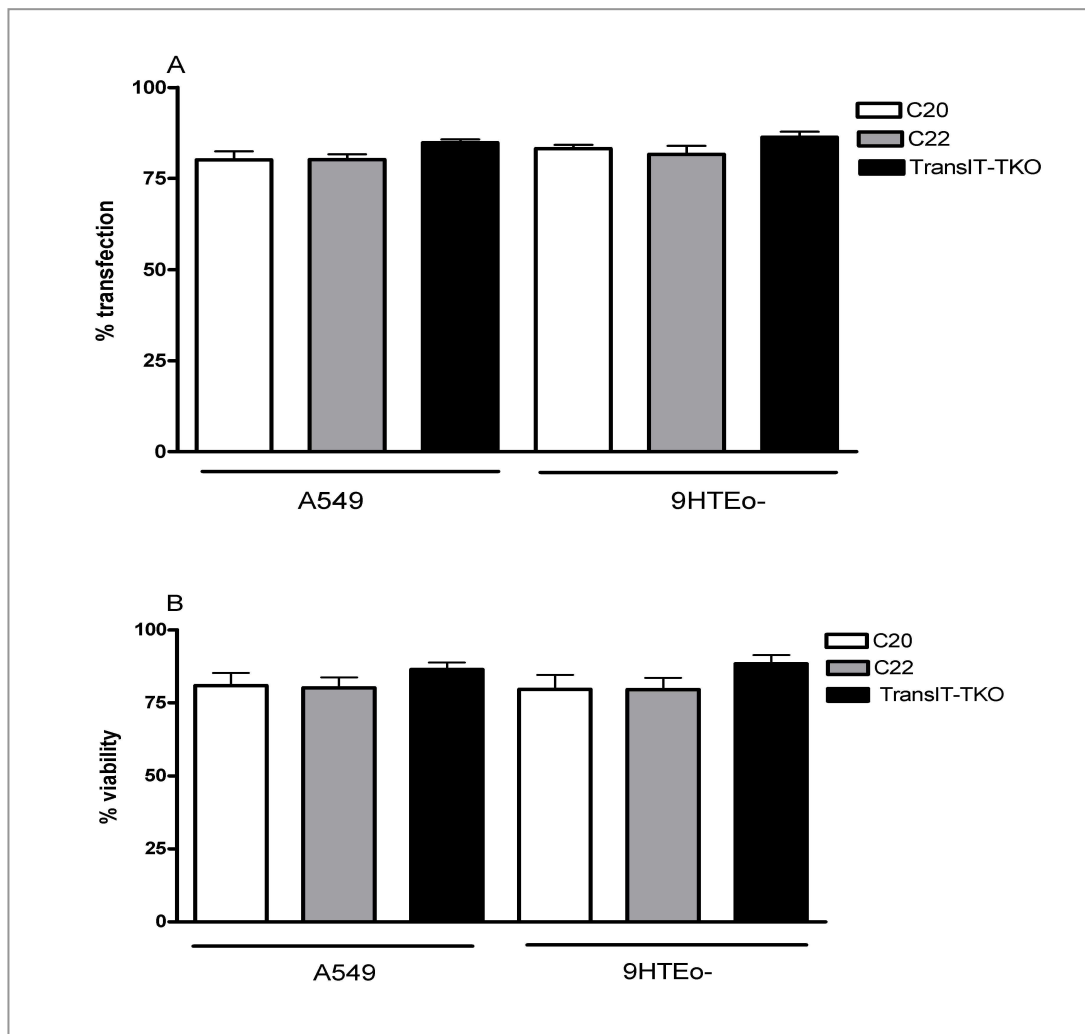 A
100
75
50
25
0
% transfection
C20
C22
TransIT-TKO
A549
9HTEo-
B
100
75
50
25
0
% viability
C20
C22
TransIT-TKO
A549
9HTEo-